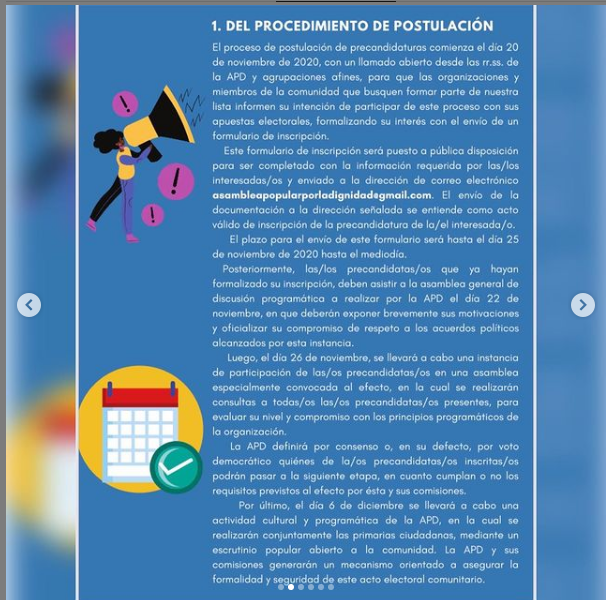 1. DEL PROCEDIMIENTO DE POSTULACIÓN
El proceso de postulación de precandidaturas comienza el día 20
de noviembre de 2020, con un llamado abierto desde las rr.ss. de
la APD y agrupaciones afines, para que las organizaciones y
miembros de la comunidad que busquen formar parte de nuestra
lista informen su intención de participar de este proceso con sus
apuestas electorales, formalizando su interés con el envío de un
formulario de inscripción.
Este formulario de inscripción será puesto a pública disposición
para ser completado con la información requerida por las/los
interesadas/os y enviado a la dirección de correo electrónico
asambleapopularporladignidad@gmail.com. El envío de la
documentación a la dirección señalada se entiende como acto
válido de inscripción de la precandidatura de la/el interesada/o.
El plazo para el envío de este formulario será hasta el día 25
de noviembre de 2020 hasta el mediodía.
Posteriormente, las/los precandidatas/os que ya hayan
formalizado su inscripción, deben asistir a la asamblea general de
discusión programática a realizar por la APD el día 22 de
noviembre, en que deberán exponer brevemente sus motivaciones
y oficializar su compromiso de respeto a los acuerdos políticos
alcanzados por esta instancia.
Luego, el día 26 de noviembre, se llevará a cabo una instancia
de participación de las/os precandidatas/os en una asamblea
especialmente convocada al efecto, en la cual se realizarán
consultas a todas/os las/os precandidatas/os presentes, para
evaluar su nivel y compromiso con los principios programáticos de
la organización.
La APD definirá por consenso o, en su defecto, por voto
democrático quiénes de la/os precandidatas/os inscritas/os
podrán pasar a la siguiente etapa, en cuanto cumplan o no los
requisitos previstos al efecto por ésta y sus comisiones.
Por último, el día 6 de diciembre se llevará a cabo una
actividad cultural y programática de la APD, en la cual se
realizarán conjuntamente las primarias ciudadanas, mediante un
escrutinio popular abierto a la comunidad. La APD y sus
comisiones generarán un mecanismo orientado a asegurar la
formalidad y seguridad de este acto electoral comunitario.